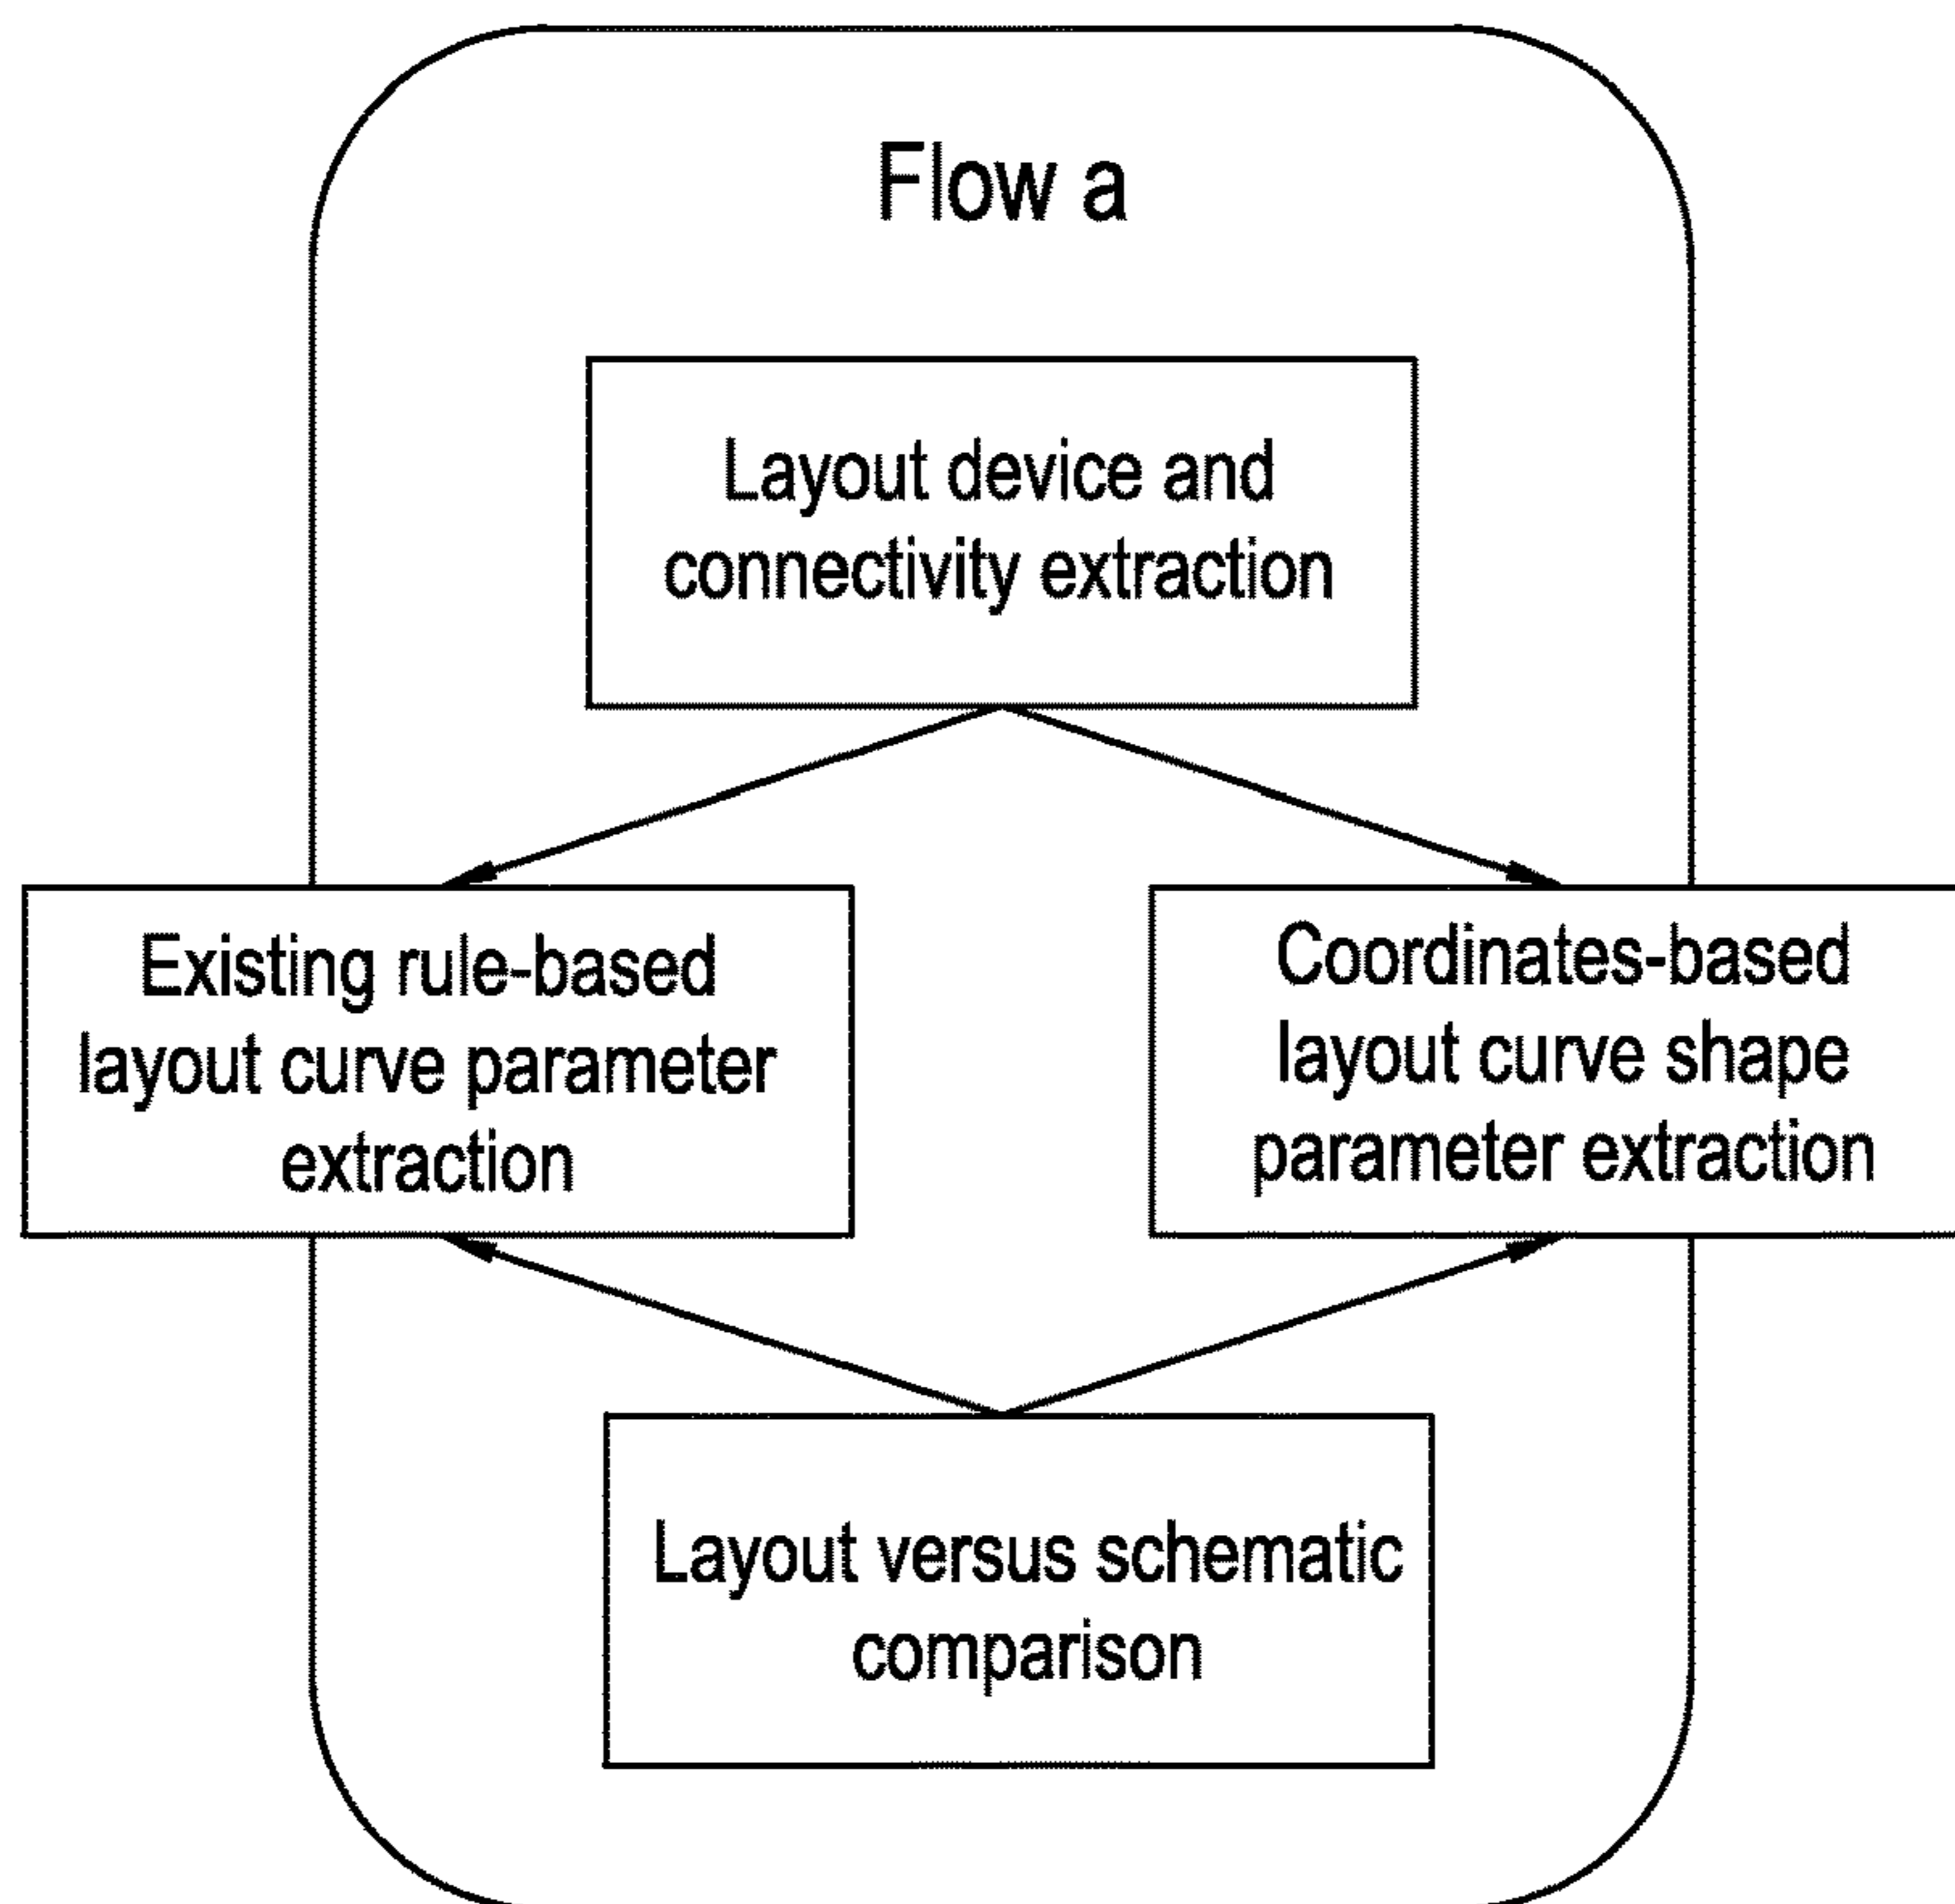 Flow a
Layout device and
connectivity extraction
Existing rule-based
layout curve parameter
extraction
Coordinates-based
layout curve shape
parameter extraction
Layout versus schematic
comparison